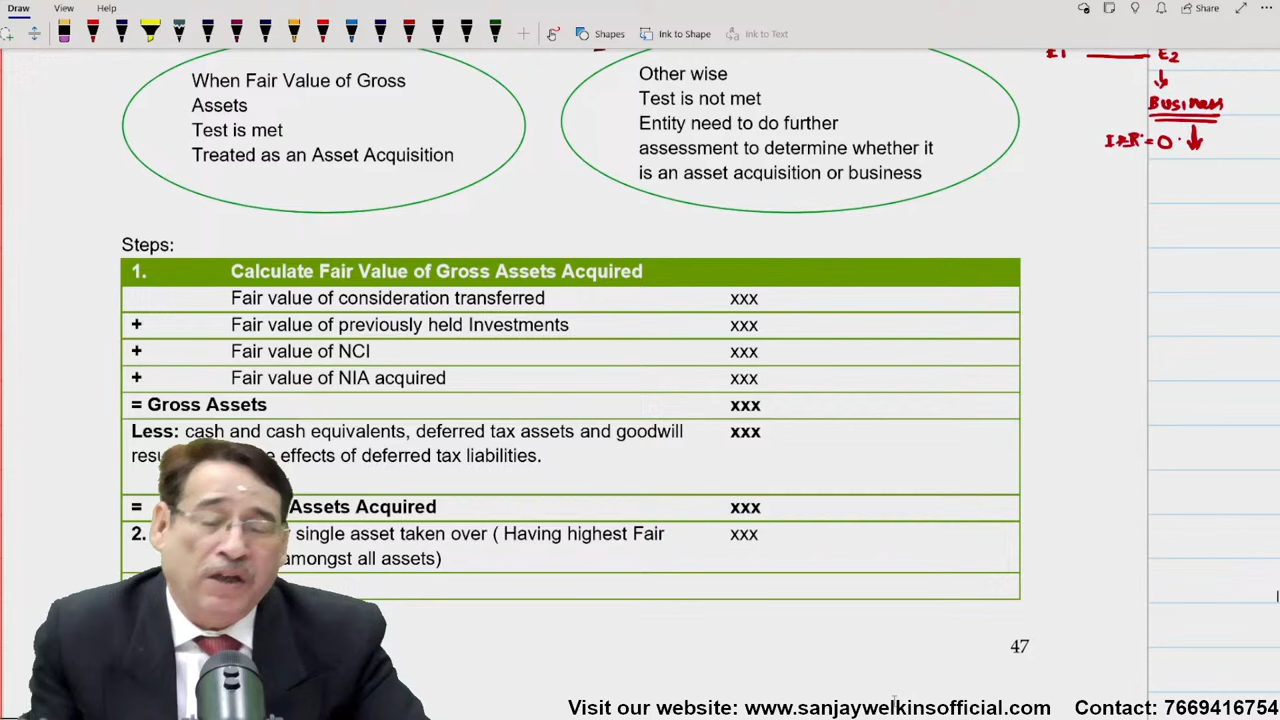 Draw View Help
Share
Shapes Ink to Shape Ink to Text
When Fair Value of Gross
Assets
Test is met
Treated as an Asset Acquisition
Other wise
Test is not met
Entity need to do further
assessment to determine whether it
is an asset acquisition or business
E1 E2
Business
Steps:
1. Calculate Fair Value of Gross Assets Acquired
Fair value of consideration transferred xxx
+ Fair value of previously held Investments xxx
+ Fair value of NCI xxx
+ Fair value of NIA acquired xxx
= Gross Assets xxx
Less: cash and cash equivalents, deferred tax assets and goodwill xxx
effects of deferred tax liabilities.
= Assets Acquired xxx
2. single asset taken over ( Having highest Fair xxx
amongst all assets)
47
Visit our website: www.sanjaywelkinsofficial.com Contact: 7669416754